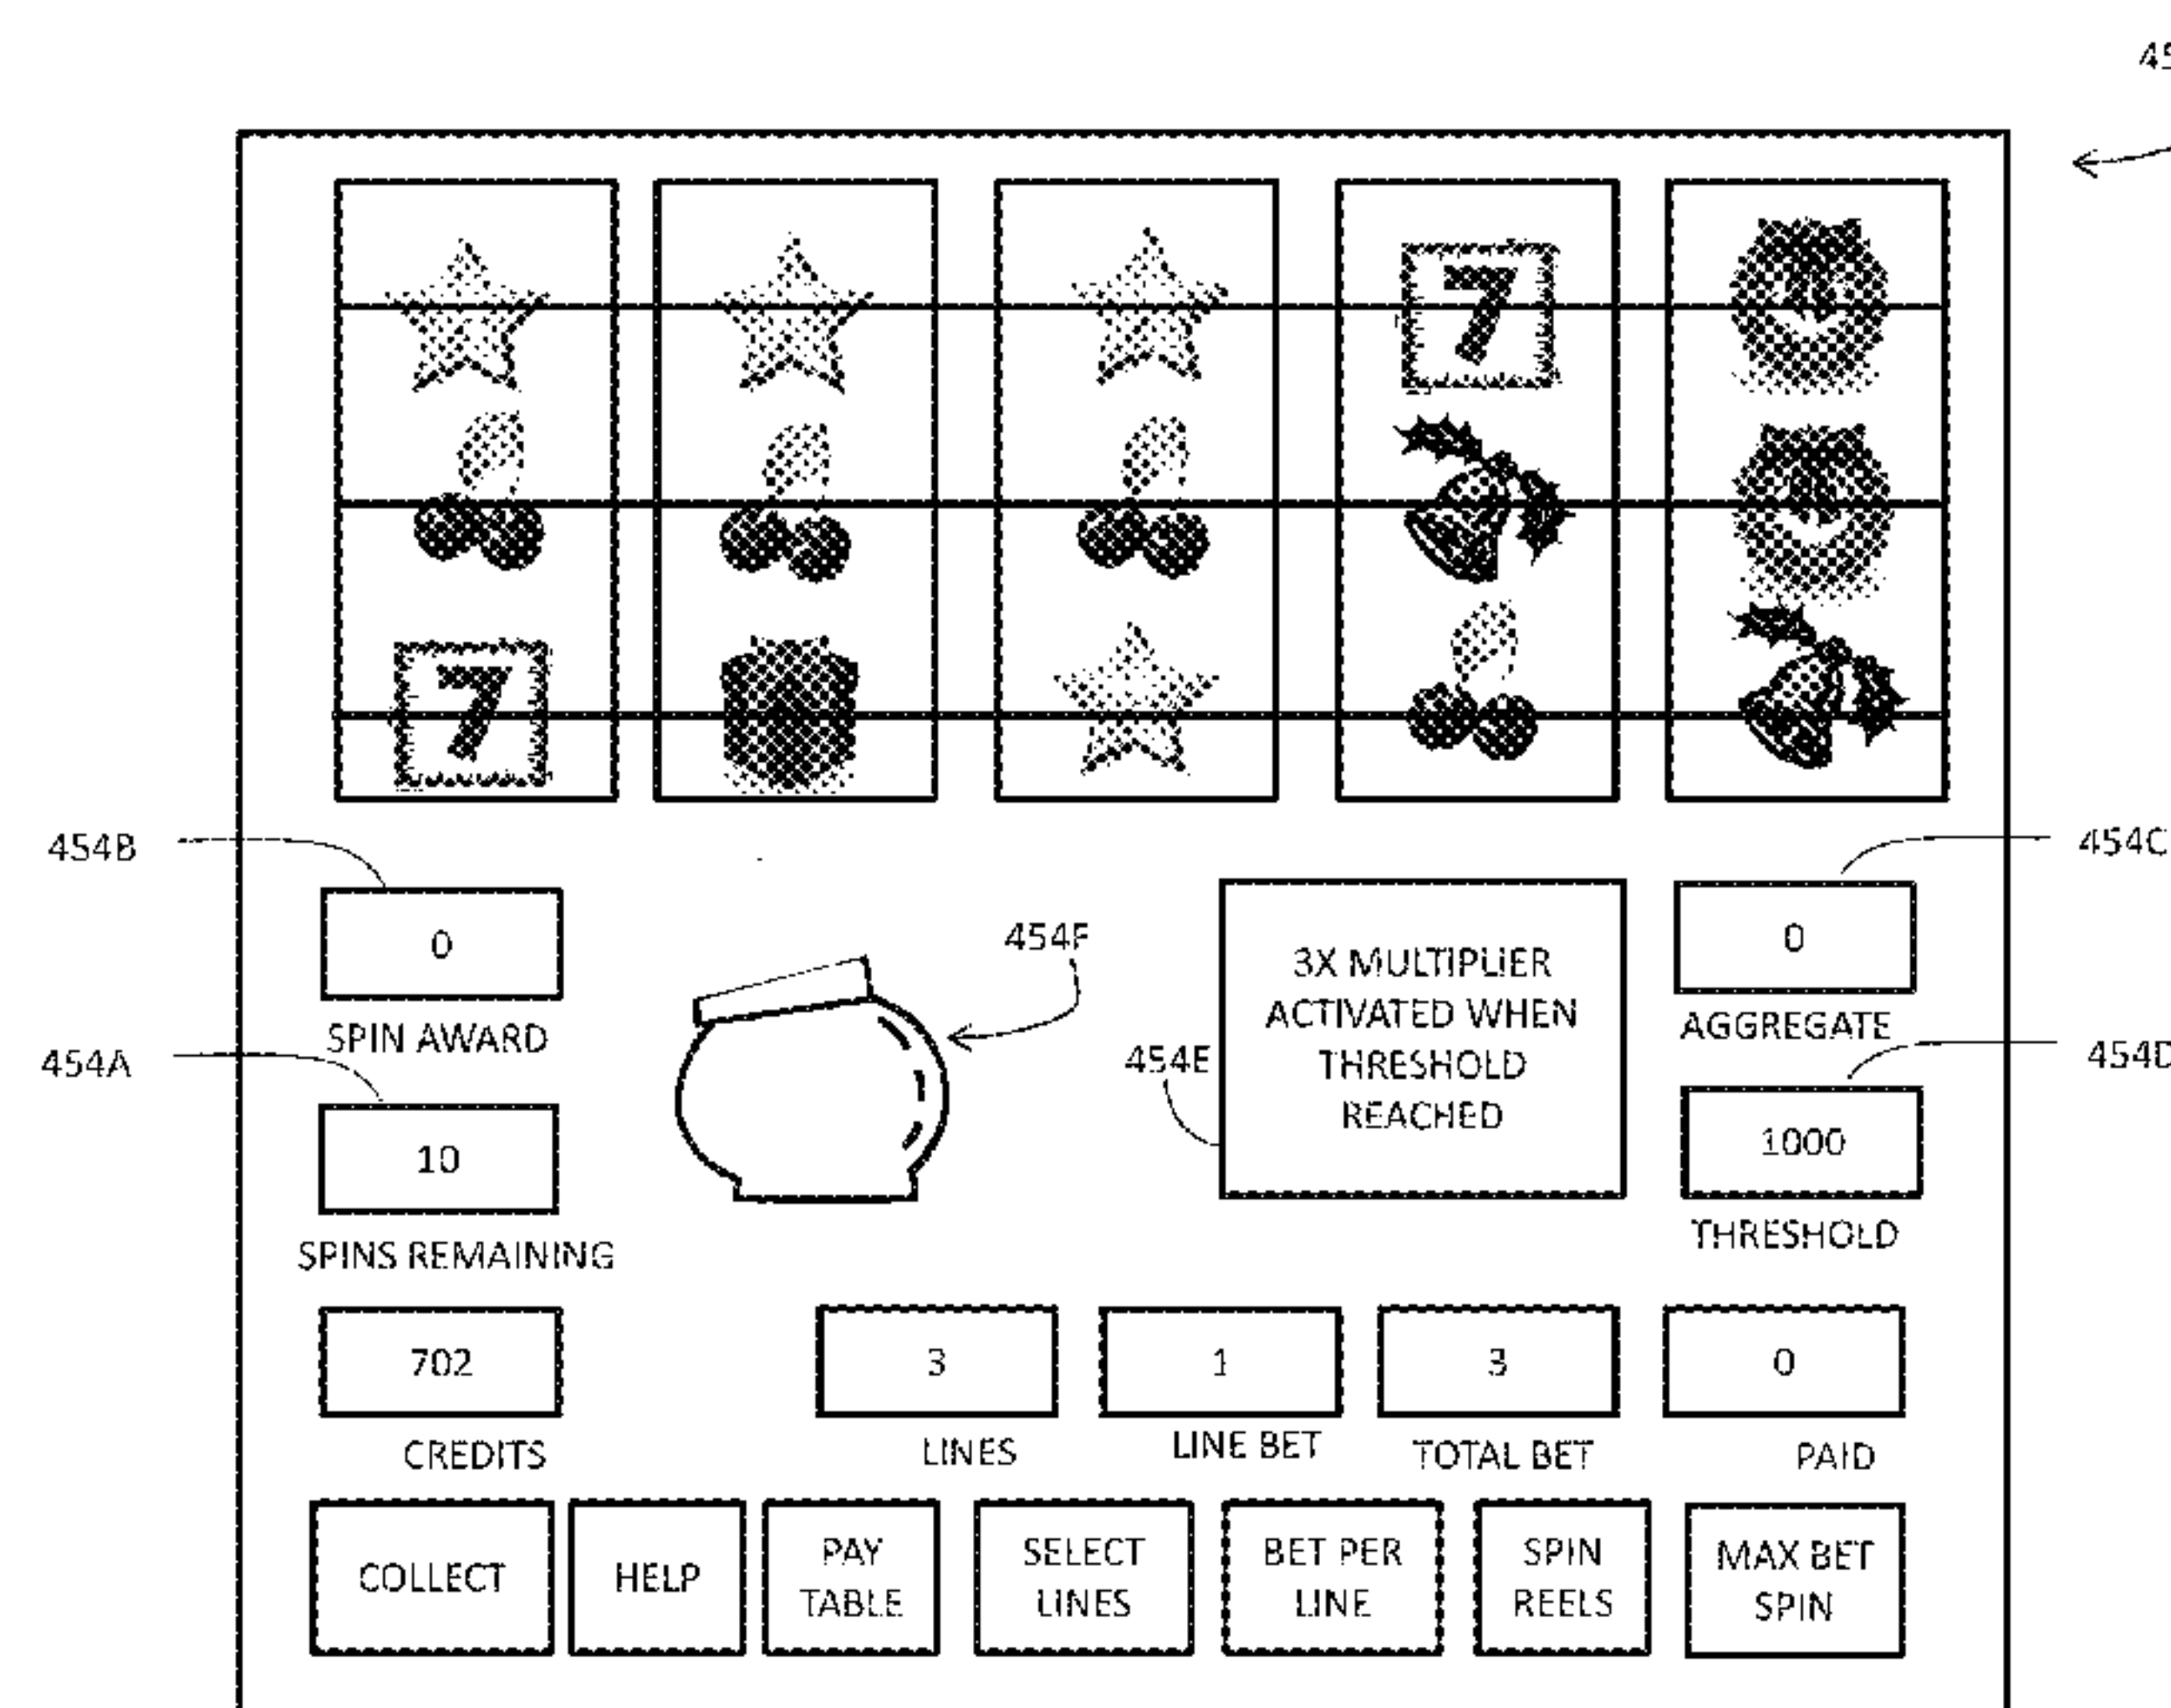 7
7
454B
454C
0
454F
3X MULTIPLIER
ACTIVATED WHEN
THRESHOLD
REACHED
0
SPIN AWARD
AGGREGATE
454A
454E
454D
10
1000
SPINS REMAINING
THRESHOLD
702
3
1
3
0
CREDITS
LINES
LINE BET
TOTAL BET
PAID
COLLECT
HELP
PAY
TABLE
SELECT
LINES
BET PER
LINE
SPIN
REELS
MAX BET
SPIN